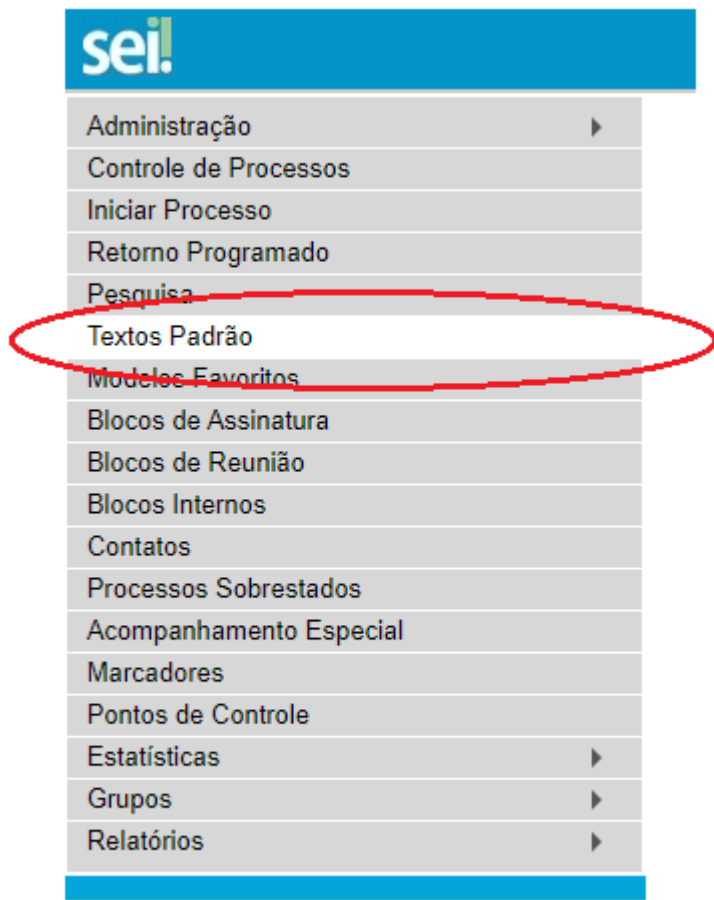 sei!
Administração
Controle de Processos
Iniciar Processo
Retorno Programado
Pesquisa
Textos Padrão
Modelos Favoritos
Blocos de Assinatura
Blocos de Reunião
Blocos Internos
Contatos
Processos Sobrestados
Acompanhamento Especial
Marcadores
Pontos de Controle
Estatísticas
Grupos
Relatórios